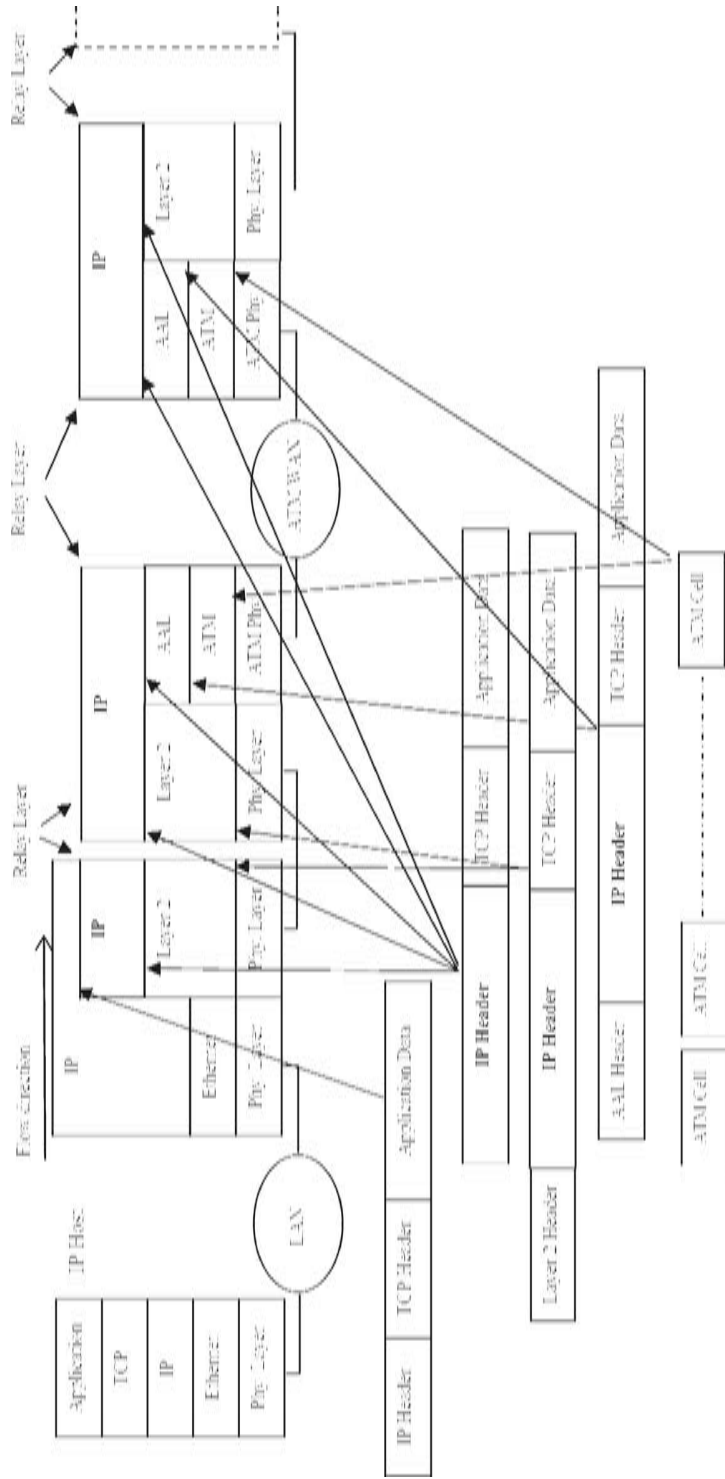 Flow direction
Relay Layer
Relay Layer
Relay Layer
IP Host
Application
TCP
IP
Ethernet
Phy. Layer
LAN
IP
Ethernet
Phy. Layer
IP
Layer 2
Phy. Layer
IP
Layer 2
Phy. Layer
AAL
ATM
ATM Phy.
ATM WAN
IP
AAL
ATM
ATM Phy.
Layer 2
Phy. Layer
IP Header TCP Header Application Data
IP Header TCP Header Application Data
Layer 2 Header IP Header TCP Header Application Data
AAL Header IP Header TCP Header Application Data
ATM Cell ATM Cell ATM Cell